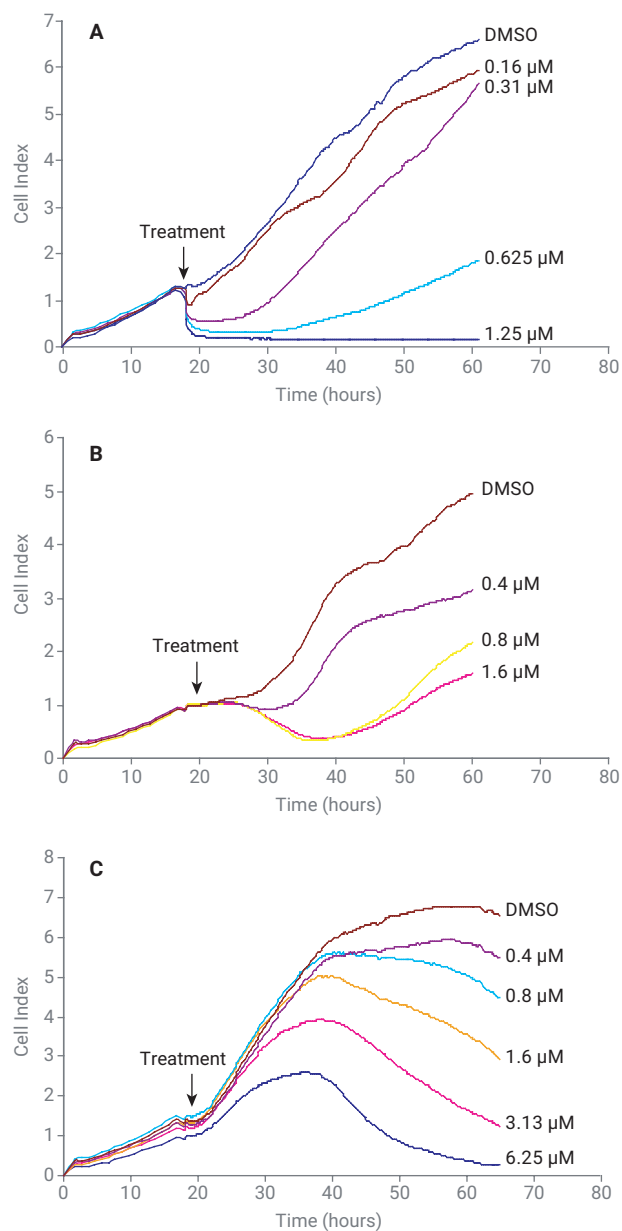 A
7
6
5
4
3
2
1
0
Cell Index
Treatment
DMSO
0.16 µM
0.31 µM
0.625 µM
1.25 µM
0 10 20 30 40 50 60 70 80
Time (hours)
B
6
5
4
3
2
1
0
Cell Index
Treatment
DMSO
0.4 µM
0.8 µM
1.6 µM
0 10 20 30 40 50 60 70 80
Time (hours)
C
8
7
6
5
4
3
2
1
0
Cell Index
Treatment
DMSO
0.4 µM
0.8 µM
1.6 µM
3.13 µM
6.25 µM
0 10 20 30 40 50 60 70 80
Time (hours)